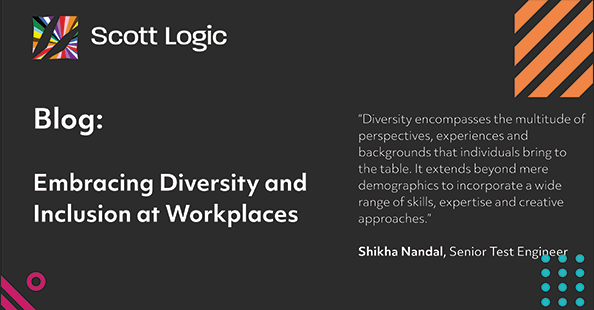 Scott Logic
Blog:
Embracing Diversity and
Inclusion at Workplaces
“Diversity encompasses the multitude of
perspectives, experiences and
backgrounds that individuals bring to
the table. It extends beyond mere
demographics to incorporate a wide
range of skills, expertise and creative
approaches.”
Shikha Nandal, Senior Test Engineer